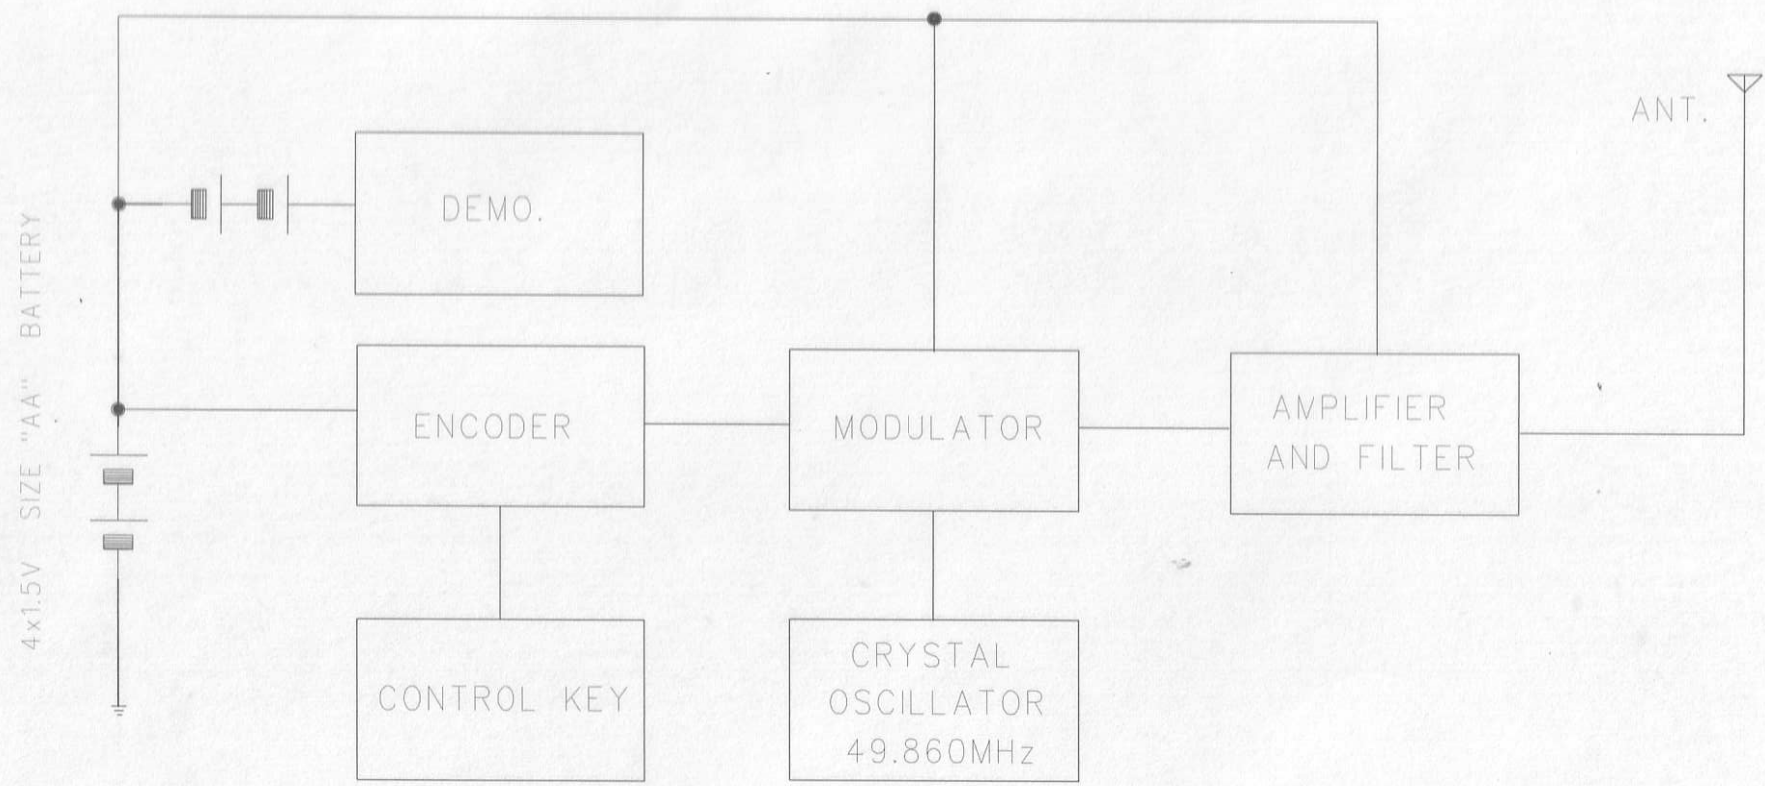 ANT.
DEMO.
4x1.5V SIZE "AA" BATTERY
ENCODER
MODULATOR
AMPLIFIER
AND FILTER
CONTROL KEY
CRYSTAL
OSCILLATOR
49.860MHz